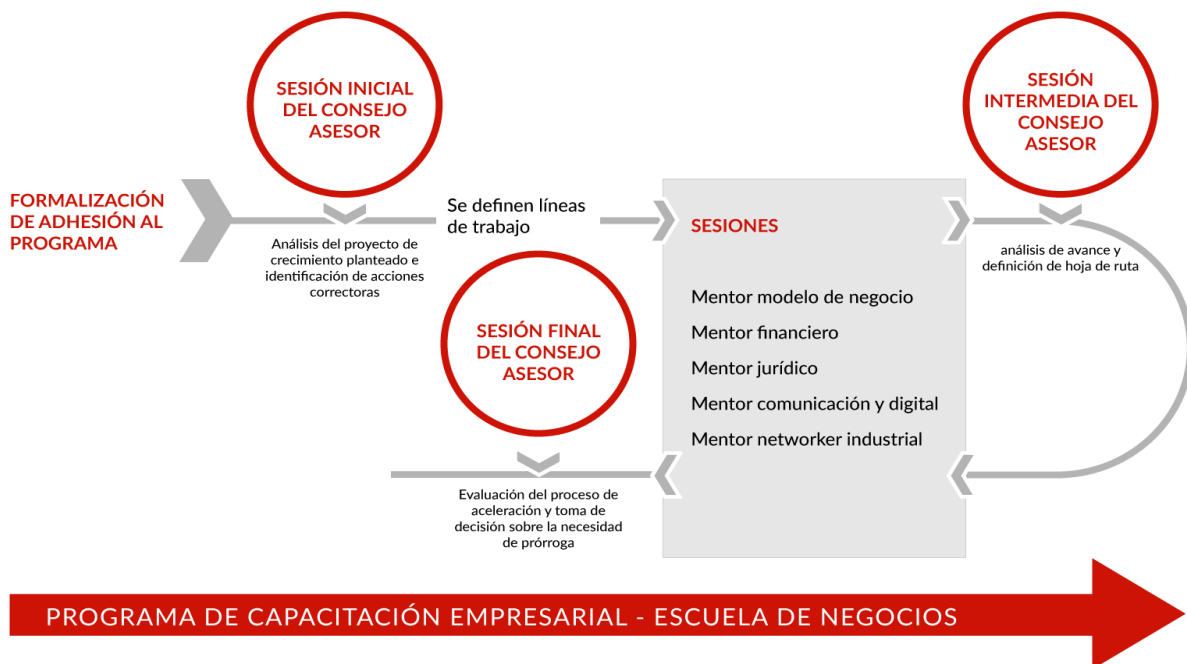 FORMALIZACIÓN
DE ADHESIÓN AL
PROGRAMA
SESIÓN INICIAL
DEL CONSEJO
ASESOR
Análisis del proyecto de
crecimiento planteado e
identificación de acciones
correctoras
Se definen líneas
de trabajo
SESIONES
Mentor modelo de negocio
Mentor financiero
Mentor jurídico
Mentor comunicación y digital
Mentor networker industrial
SESIÓN
INTERMEDIA DEL
CONSEJO
ASESOR
análisis de avance y
definición de hoja de ruta
SESIÓN FINAL
DEL CONSEJO
ASESOR
Evaluación del proceso de
aceleración y toma de
decisión sobre la necesidad
de prórroga
PROGRAMA DE CAPACITACIÓN EMPRESARIAL - ESCUELA DE NEGOCIOS